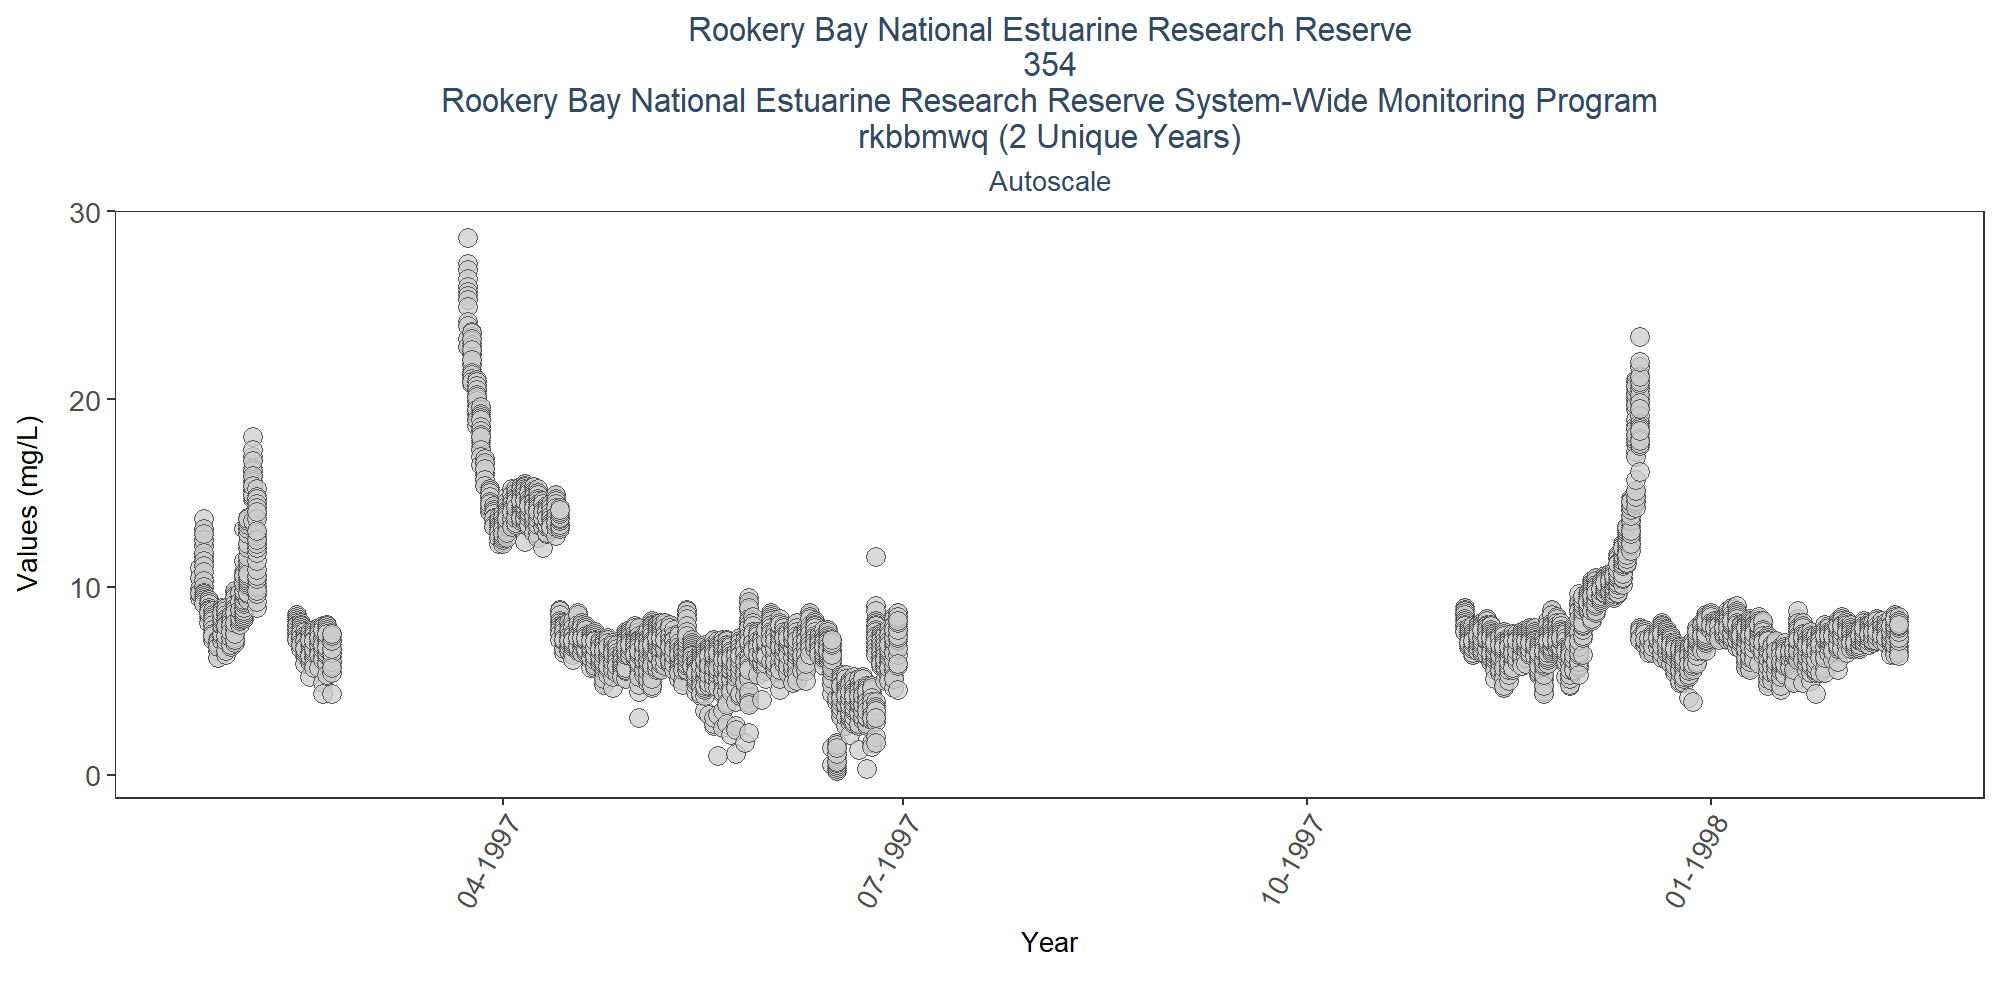 Rookery Bay National Estuarine Research Reserve
354
Rookery Bay National Estuarine Research Reserve System-Wide Monitoring Program
rkbbmwq (2 Unique Years)
Autoscale
30
20
10
0
Values (mg/L)
04-1997
07-1997
10-1997
01-1998
Year